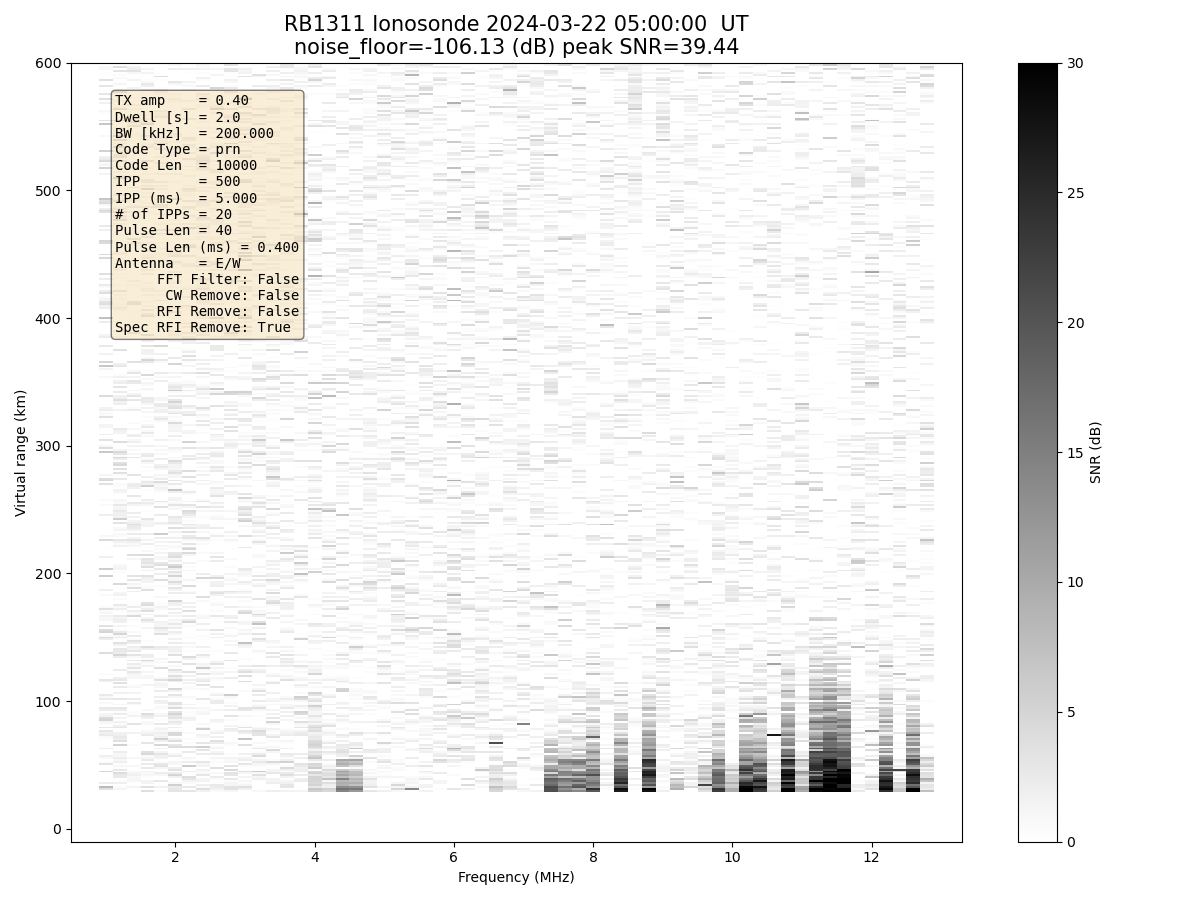 RB1311 Ionosonde 2024-03-22 05:00:00  UT
noise_floor=-106.13 (dB) peak SNR=39.44
TX amp    = 0.40
Dwell [s] = 2.0
BW [kHz]  = 200.000
Code Type = prn
Code Len  = 10000
IPP       = 500
IPP (ms)  = 5.000
# of IPPs = 20
Pulse Len = 40
Pulse Len (ms) = 0.400
Antenna   = E/W
FFT Filter: False
CW Remove: False
RFI Remove: False
Spec RFI Remove: True
Virtual range (km)
600
500
400
300
200
100
0
2
4
6
8
10
12
Frequency (MHz)
30
25
20
15
10
5
0
SNR (dB)